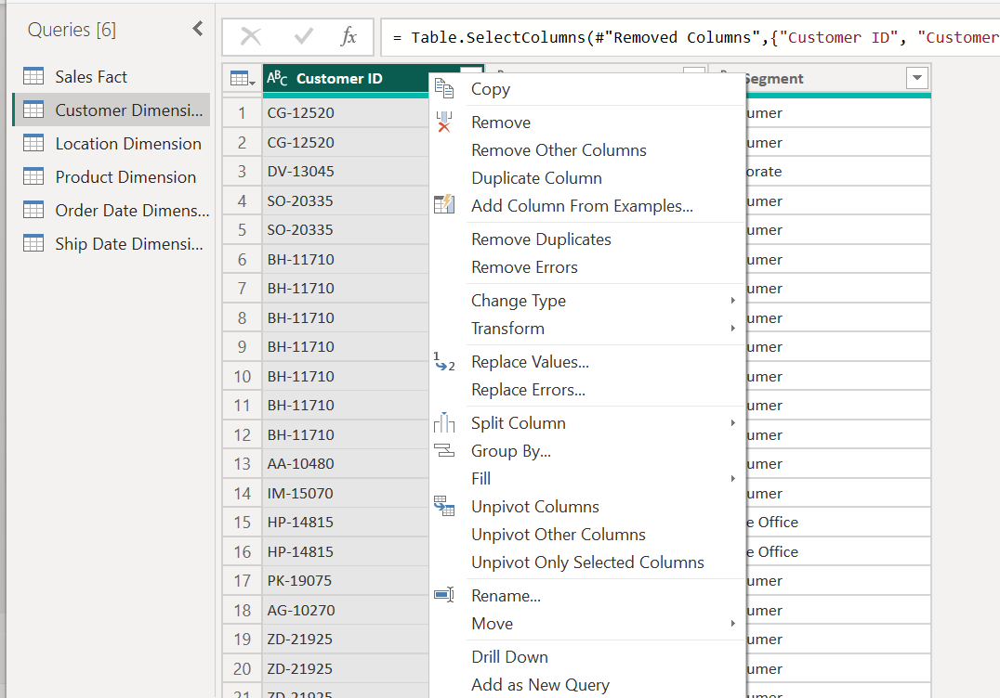 Queries [6]
fx
= Table.SelectColumns(#"Removed Columns",{"Customer ID", "Customer
Sales Fact
Customer Dimensi...
Location Dimension
Product Dimension
Order Date Dimens...
Ship Date Dimensi...
ABC Customer ID
Segment
1 CG-12520 umer
2 CG-12520 umer
3 DV-13045 orate
4 SO-20335 umer
5 SO-20335 umer
6 BH-11710 umer
7 BH-11710 umer
8 BH-11710 umer
9 BH-11710 umer
10 BH-11710 umer
11 BH-11710 umer
12 BH-11710 umer
13 AA-10480 umer
14 IM-15070 umer
15 HP-14815 e Office
16 HP-14815 e Office
17 PK-19075 umer
18 AG-10270 umer
19 ZD-21925 umer
20 ZD-21925 umer
21 ZD-21925 umer
Copy
Remove
Remove Other Columns
Duplicate Column
Add Column From Examples...
Remove Duplicates
Remove Errors
Change Type
Transform
1 2 Replace Values...
Replace Errors...
Split Column
Group By...
Fill
Unpivot Columns
Unpivot Other Columns
Unpivot Only Selected Columns
Rename...
Move
Drill Down
Add as New Query